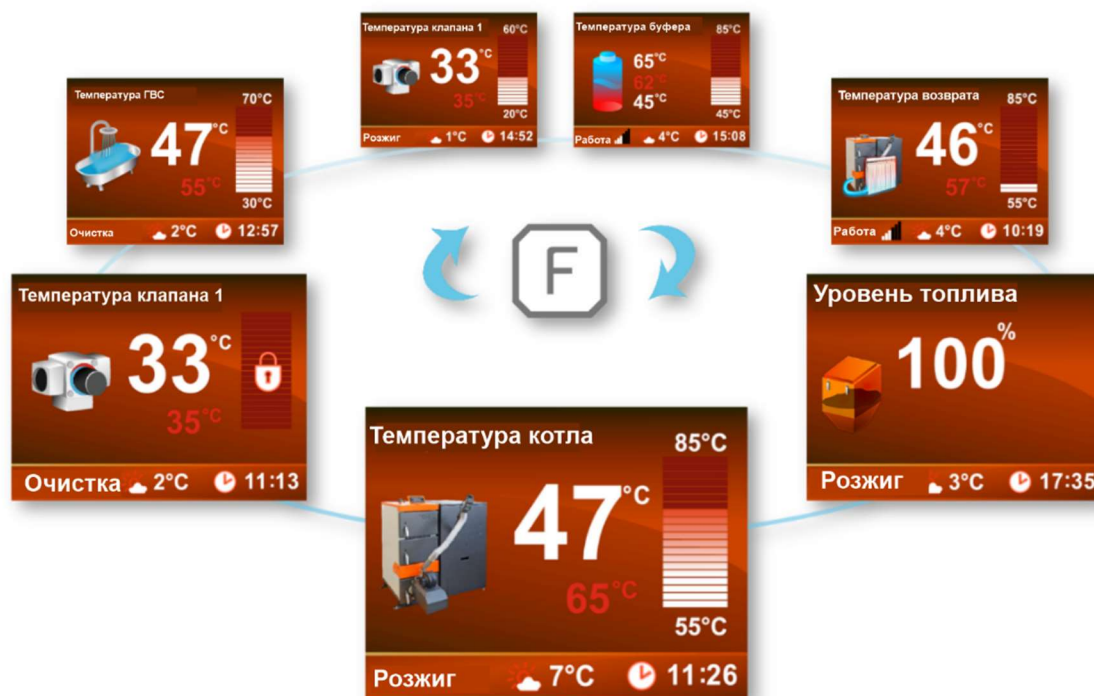 Температура клапана 1 60°C
33°C
35°C
20°C
Розжиг 1°C 14:52
Температура буфера 85°C
65°C
62°C
45°C
45°C
Работа 4°C 15:08
Температура ГВС 70°C
47°C
55°C
30°C
Очистка 2°C 12:57
Температура возврата 85°C
46°C
57°C
55°C
Работа 4°C 10:19
F
Температура клапана 1
33°C
35°C
Очистка 2°C 11:13
Уровень топлива
100%
Розжиг 3°C 17:35
Температура котла 85°C
47°C
65°C
55°C
Розжиг 7°C 11:26